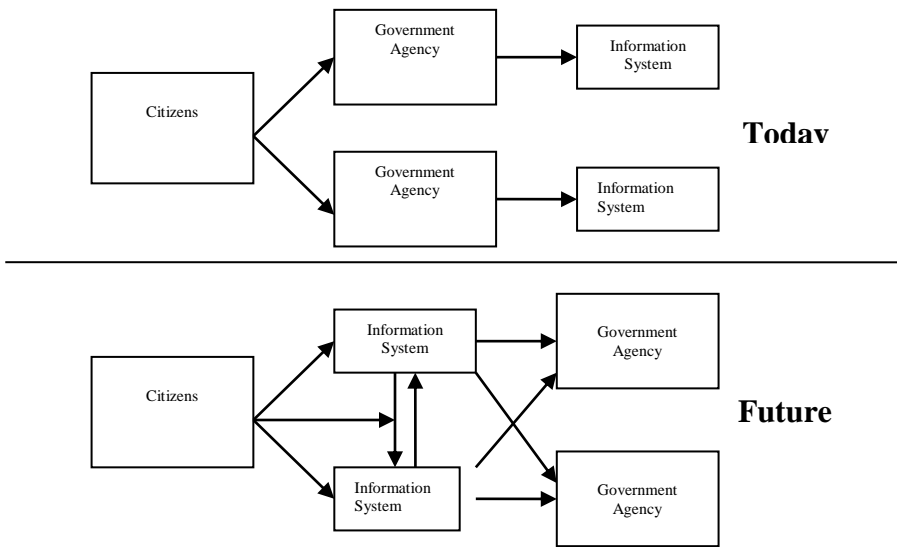 Government
Agency
Information
System
Citizens
Today
Government
Agency
Information
System
Information
System
Government
Agency
Citizens
Future
Information
System
Government
Agency